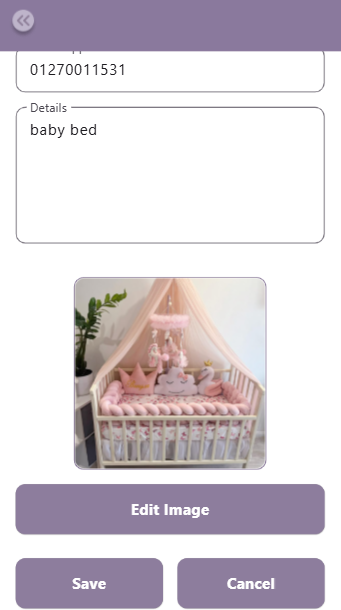 01270011531
Details
baby bed
Edit Image
Save
Cancel